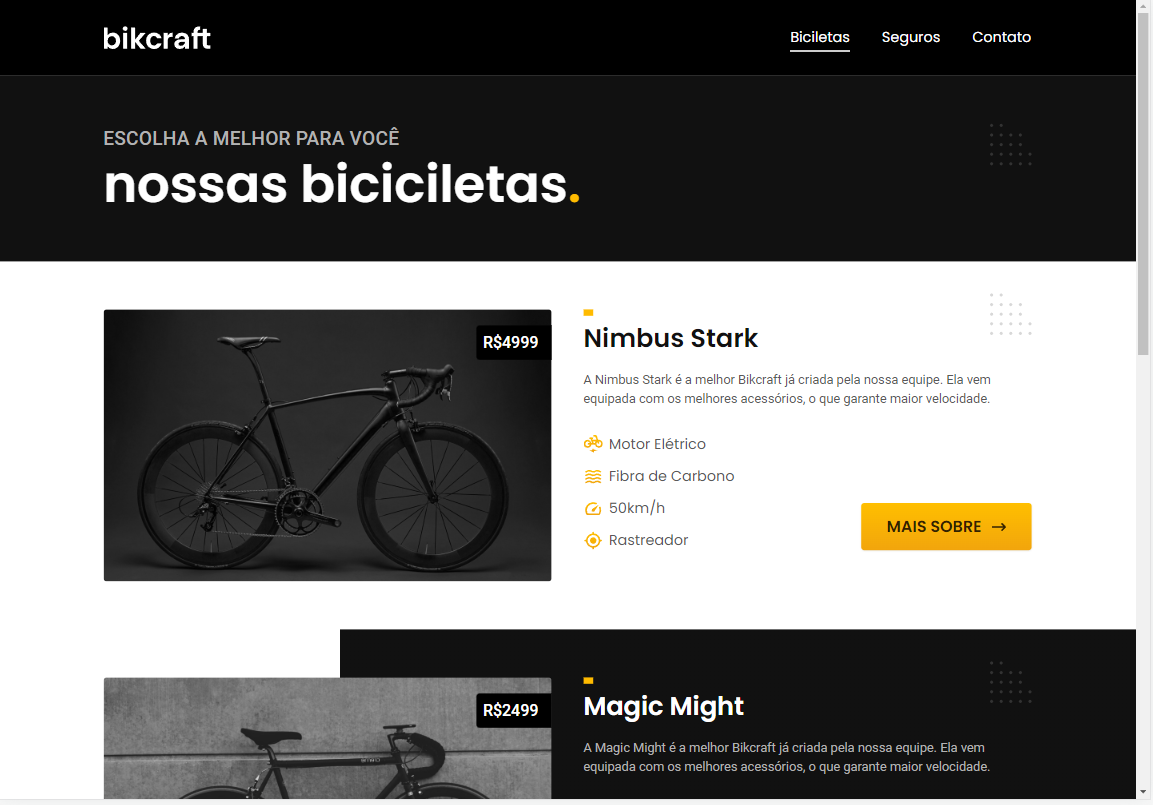 bikcraft
Biciletas
Seguros
Contato
ESCOLHA A MELHOR PARA VOCÊ
nossas biciciletas.
R$4999
Nimbus Stark
A Nimbus Stark é a melhor Bikcraft já criada pela nossa equipe. Ela vem
equipada com os melhores acessórios, o que garante maior velocidade.
Motor Elétrico
Fibra de Carbono
50km/h
Rastreador
MAIS SOBRE →
R$2499
Magic Might
A Magic Might é a melhor Bikcraft já criada pela nossa equipe. Ela vem
equipada com os melhores acessórios, o que garante maior velocidade.